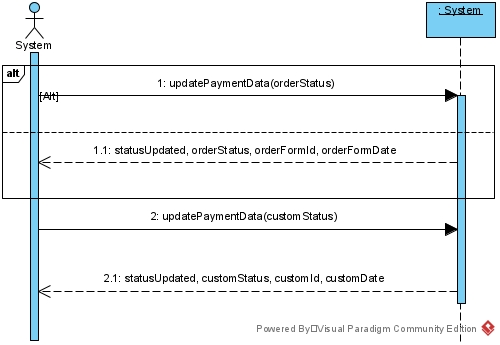 System
: System
alt
[Alt]
1: updatePaymentData(orderStatus)
1.1: statusUpdated, orderStatus, orderFormId, orderFormDate
2: updatePaymentData(customStatus)
2.1: statusUpdated, customStatus, customId, customDate
Powered By Visual Paradigm Community Edition